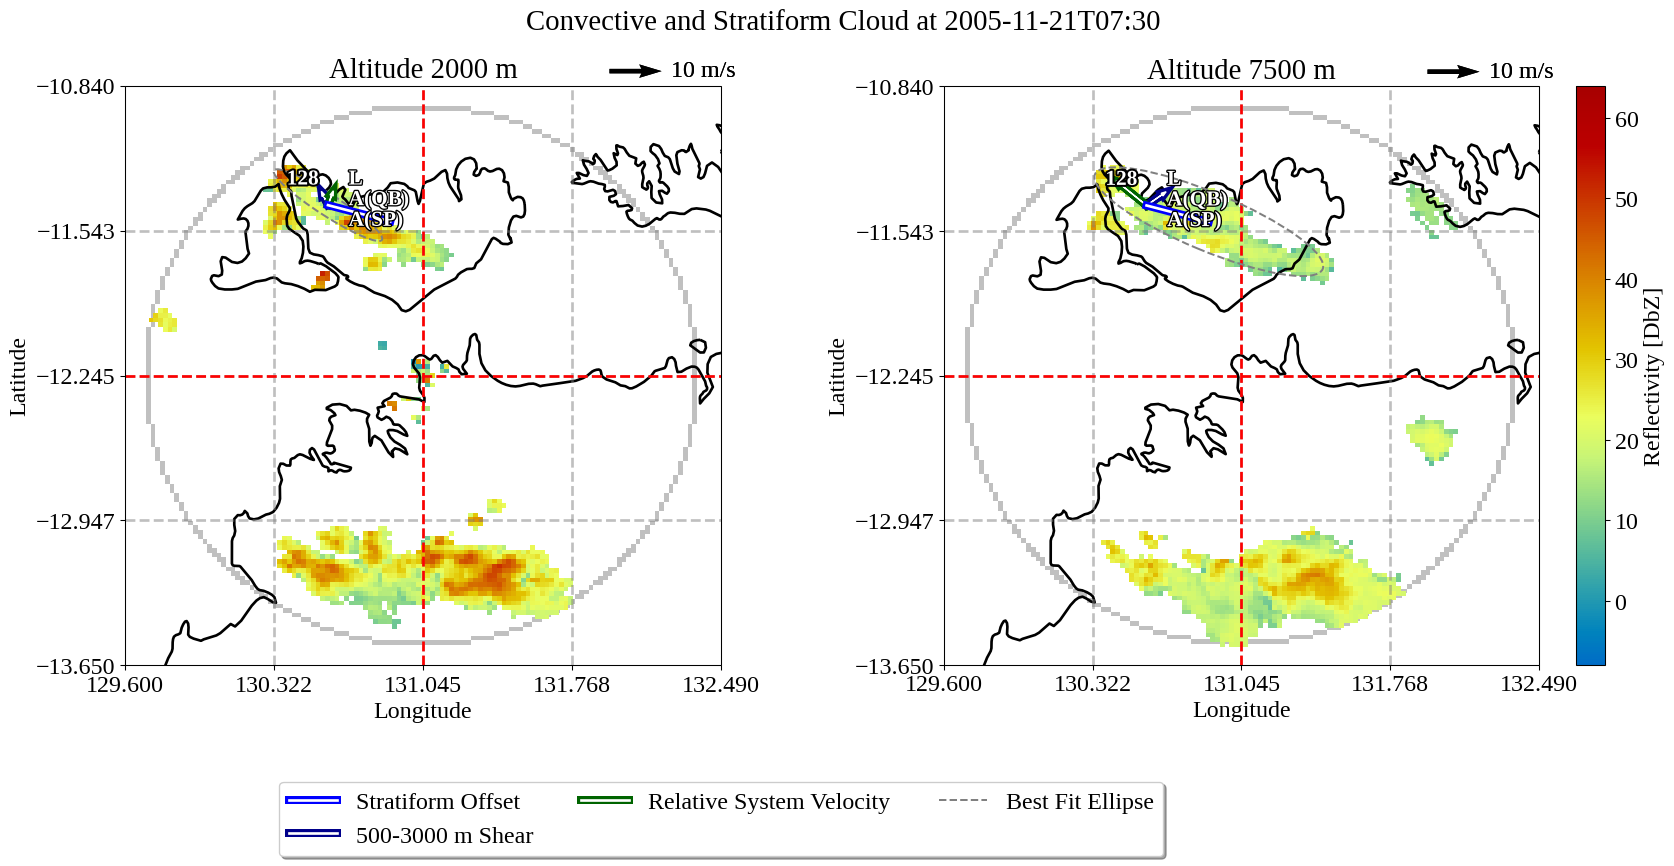 Convective and Stratiform Cloud at 2005-11-21T07:30
Altitude 2000 m
10 m/s
−10.840
−11.543
−12.245
−12.947
−13.650
129.600
130.322
131.045
131.768
132.490
Longitude
Latitude
128
L
A(QB)
A(SP)
Altitude 7500 m
10 m/s
−10.840
−11.543
−12.245
−12.947
−13.650
129.600
130.322
131.045
131.768
132.490
Longitude
Latitude
128
L
A(QB)
A(SP)
60
50
40
30
20
10
0
Reflectivity [DbZ]
Stratiform Offset
Relative System Velocity
Best Fit Ellipse
500-3000 m Shear